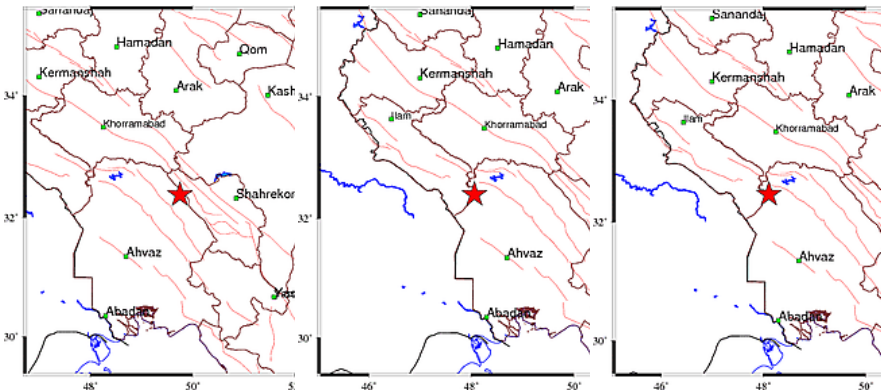 Hamadan
Qom
Kermanshah
Arak
Kash
34°
Khorramabad
Shahrekor
32°
Ahvaz
Abadan
30°
48°
50°
Hamadan
Kermanshah
Arak
Ilam
34°
Khorramabad
32°
Ahvaz
Abadan
30°
46°
48°
50°
Sanandaj
Hamadan
Kermanshah
Arak
34°
Ilam
Khorramabad
32°
Ahvaz
Abadan
30°
46°
48°
50°